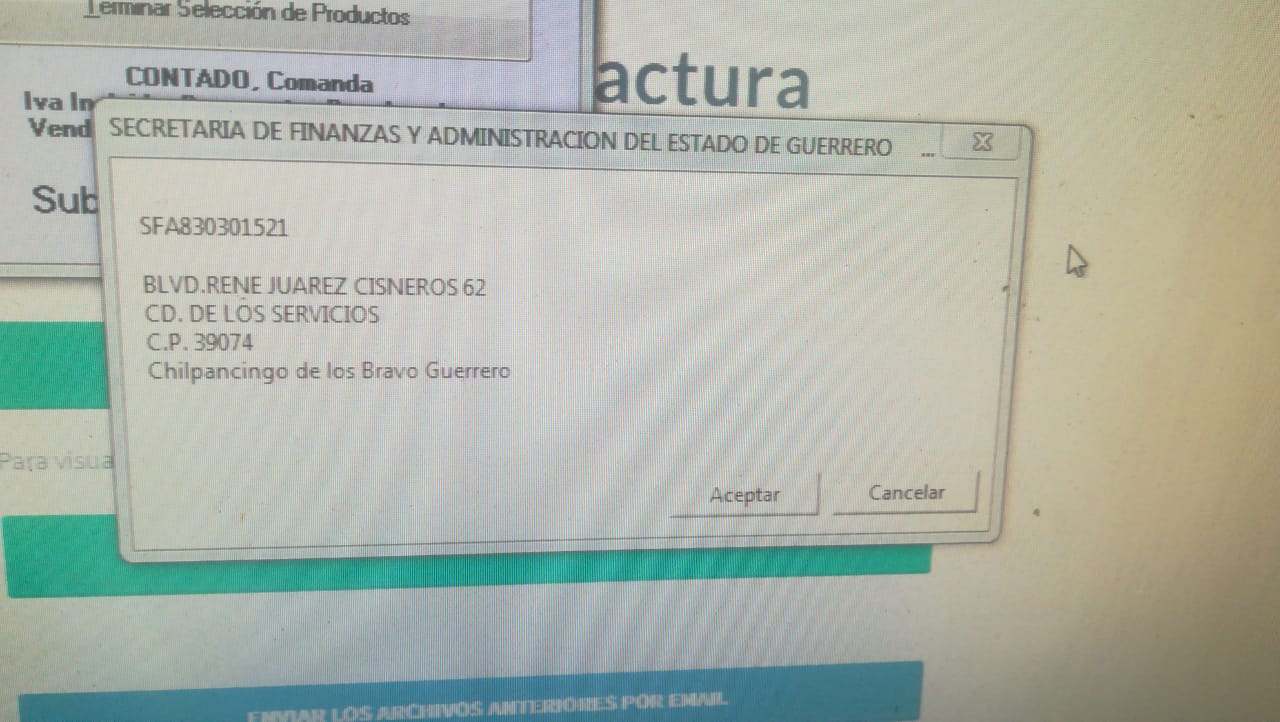 Terminar Selección de Productos
CONTADO, Comanda
Iva In
Vend
Sub
actura
SECRETARIA DE FINANZAS Y ADMINISTRACION DEL ESTADO DE GUERRERO ...
SFA830301521
BLVD.RENE JUAREZ CISNEROS 62
CD. DE LOS SERVICIOS
C.P. 39074
Chilpancingo de los Bravo Guerrero
Para visua
Aceptar Cancelar
ENVIAR LOS ARCHIVOS ANTERIORES POR EMAIL